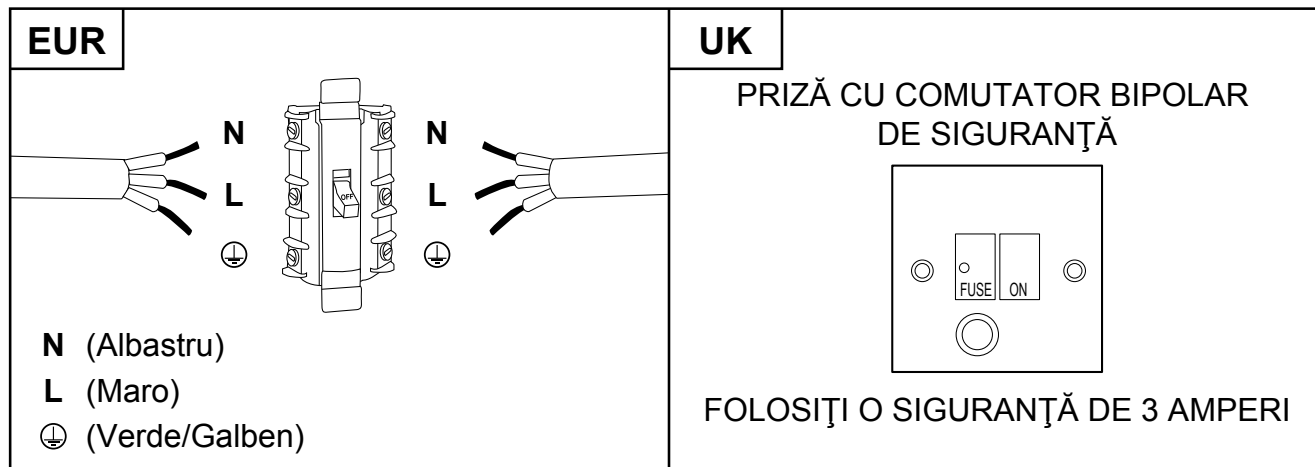 EUR
N N
OFF
L L
N (Albastru)
L (Maro)
⏚ (Verde/Galben)
UK
PRIZĂ CU COMUTATOR BIPOLAR
DE SIGURANŢĂ
FUSE ON
FOLOSIŢI O SIGURANŢĂ DE 3 AMPERI